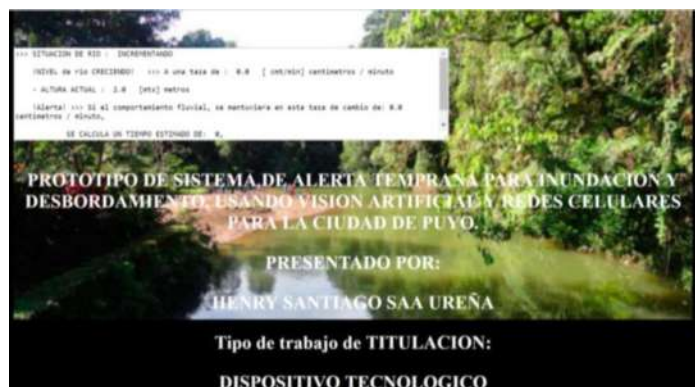 >>> SITUACION DE RIO : INCREMENTANDO
!NIVEL de rio CRECIENDO! >>> A una tasa de : 0.0 [ cmt/min] centimetros / minuto
- ALTURA ACTUAL : 2.0 [mts] metros
!Alerta! >>> Si el comportamiento fluvial, se mantuviera en esta tasa de cambio de: 0.0
centimetros / minuto,
SE CALCULA UN TIEMPO ESTIMADO DE: 0,
PROTOTIPO DE SISTEMA DE ALERTA TEMPRANA PARA INUNDACION Y
DESBORDAMIENTO, USANDO VISION ARTIFICIAL Y REDES CELULARES
PARA LA CIUDAD DE PUYO.
PRESENTADO POR:
HENRY SANTIAGO SAA UREÑA
Tipo de trabajo de TITULACION:
DISPOSITIVO TECNOLOGICO